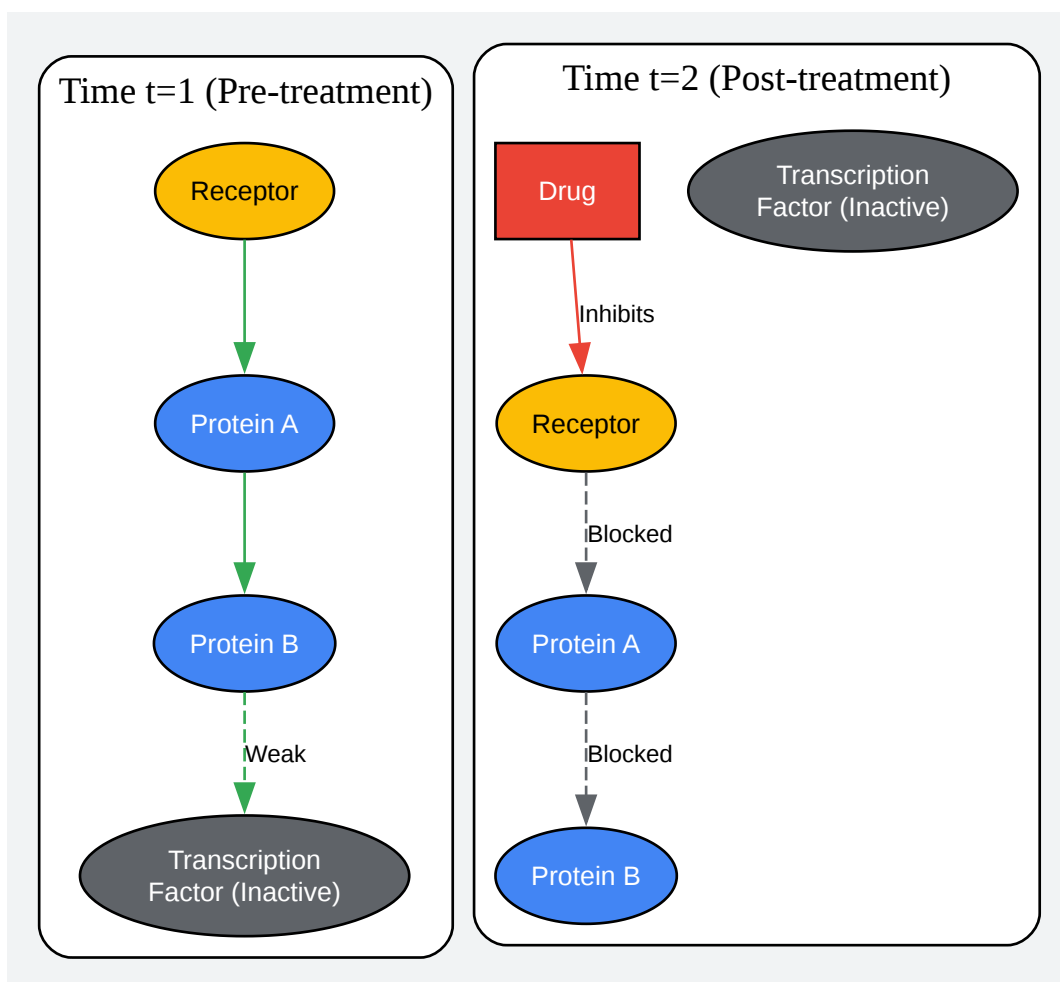 Time t=1 (Pre-treatment)
Receptor
Protein A
Protein B
Weak
Transcription
Factor (Inactive)
Time t=2 (Post-treatment)
Drug
Transcription
Factor (Inactive)
Inhibits
Receptor
Blocked
Protein A
Blocked
Protein B